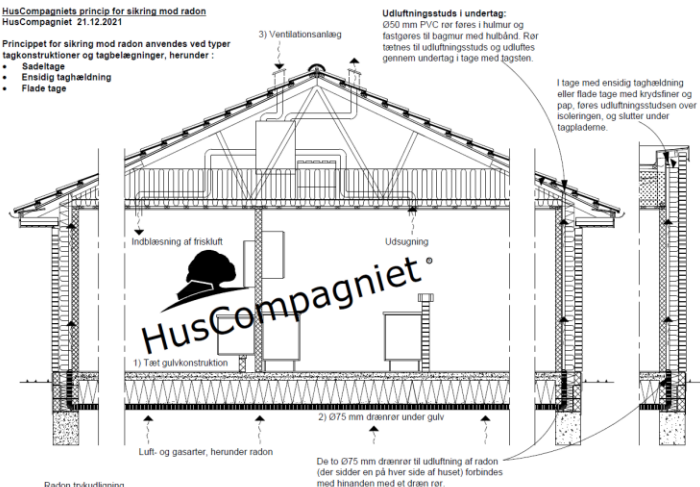 HusCompagniets princip for sikring mod radon
HusCompagniet 21.12.2021
Princippet for sikring mod radon anvendes ved typer
tagkonstruktioner og tagbelægninger, herunder :
• Sadeltage
• Ensidig taghældning
• Flade tage
3) Ventilationsanlæg
Udluftningsstuds i undertag:
Ø50 mm PVC rør føres i hulmur og
fastgøres til bagmur med hulbånd. Rør
tætnes til udluftningsstuds og udluftes
gennem undertag i tage med tagsten.
I tage med ensidig taghældning
eller flade tage med krydsfiner og
pap, føres udluftningsstudsen over
isoleringen, og slutter under
tagpladerne.
Indblæsning af friskluft
Udsugning
HusCompagniet®
1) Tæt gulvkonstruktion
2) Ø75 mm drænrør under gulv
Luft- og gasarter, herunder radon
De to Ø75 mm drænrør til udluftning af radon
(der sidder en på hver side af huset) forbindes
med hinanden med et dræn rør.
Radon trykudligning